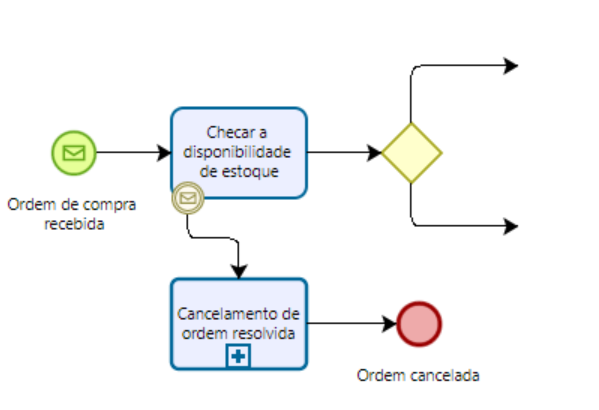 Checar a
disponibilidade
de estoque
Ordem de compra
recebida
Cancelamento de
ordem resolvida
Ordem cancelada